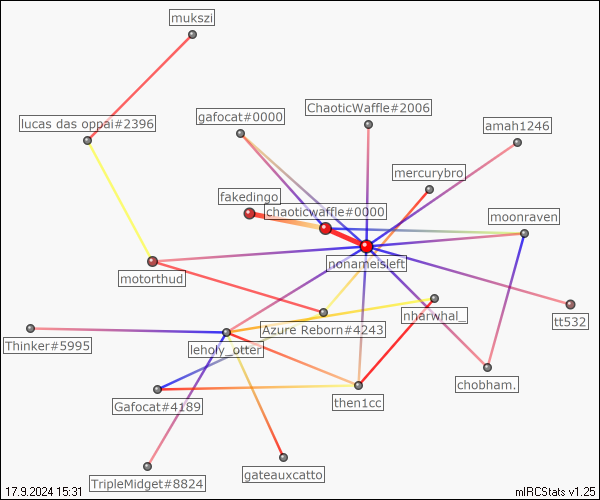 mukszi
ChaoticWaffle#2006
gafocat#0000
lucas das oppai#2396
amah1246
mercurybro
fakedingo
chaoticwaffle#0000
moonraven
nonameisleft
motorthud
nharwhal_
tt532
Azure Reborn#4243
Thinker#5995
leholy_otter
chobham.
then1cc
Gafocat#4189
gateauxcatto
TripleMidget#8824
17.9.2024 15:31
mIRCStats v1.25